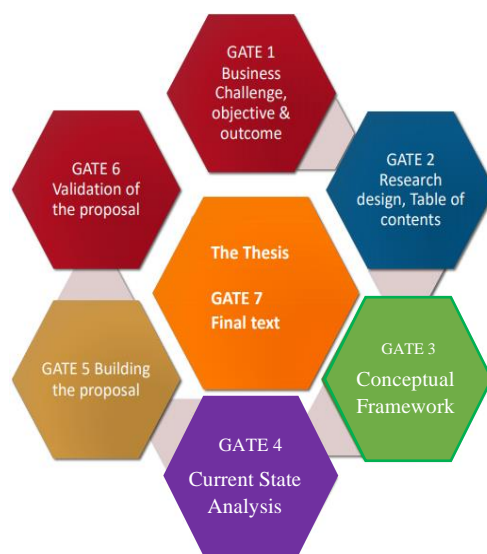 GATE 1
Business
Challenge,
objective &
outcome
GATE 2
Research
design, Table of
contents
GATE 3
Conceptual
Framework
GATE 4
Current State
Analysis
GATE 5 Building
the proposal
GATE 6
Validation of
the proposal
The Thesis
GATE 7
Final text